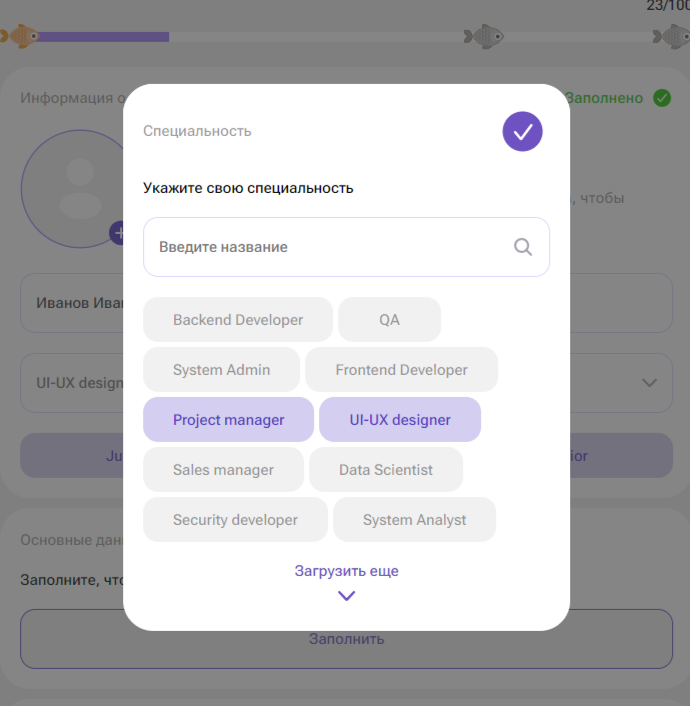 23/100
Информация о
Заполнено
Специальность
Укажите свою специальность
, чтобы
Введите название
Иванов Ива
Backend Developer
QA
System Admin
Frontend Developer
UI-UX design
Project manager
UI-UX designer
Ju
ior
Sales manager
Data Scientist
Security developer
System Analyst
Основные дан
Загрузить еще
Заполните, что
Заполнить